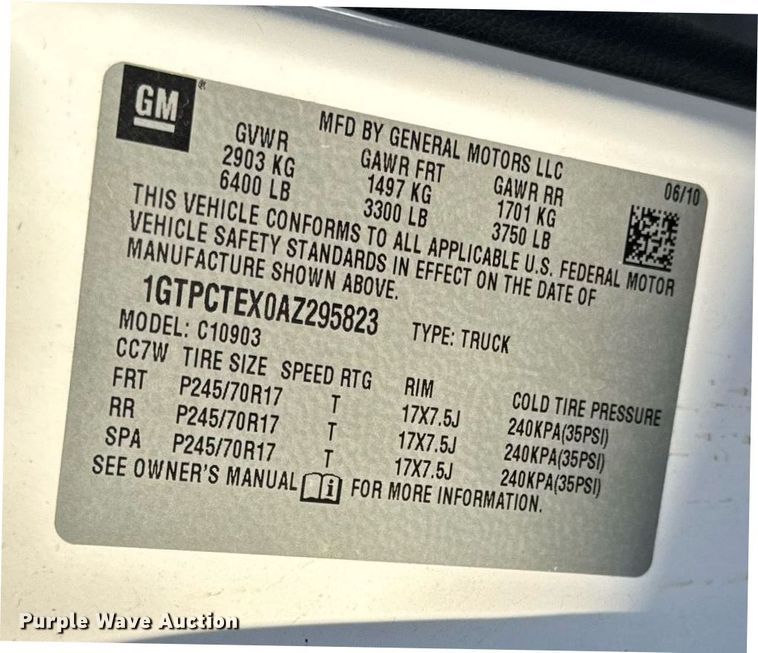 GM®
MFD BY GENERAL MOTORS LLC 06/10
GVWR GAWR FRT GAWR RR
2903 KG 1497 KG 1701 KG
6400 LB 3300 LB 3750 LB
THIS VEHICLE CONFORMS TO ALL APPLICABLE U.S. FEDERAL MOTOR
VEHICLE SAFETY STANDARDS IN EFFECT ON THE DATE OF
MANUFACTURE SHOWN ABOVE.
1GTPCTEX0AZ295823 TYPE: TRUCK
MODEL: C10903
CC7W TIRE SIZE SPEED RTG RIM COLD TIRE PRESSURE
FRT P245/70R17 T 17X7.5J 240KPA(35PSI)
RR P245/70R17 T 17X7.5J 240KPA(35PSI)
SPA P245/70R17 T 17X7.5J 240KPA(35PSI)
SEE OWNER'S MANUAL i FOR MORE INFORMATION.
Purple Wave Auction